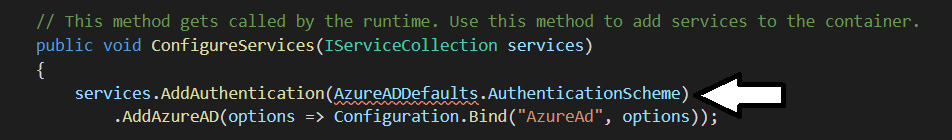 // This method gets called by the runtime. Use this method to add services to the container.
public void ConfigureServices(IServiceCollection services)
{
services.AddAuthentication(AzureADDefaults.AuthenticationScheme)
.AddAzureAD(options => Configuration.Bind("AzureAd", options));